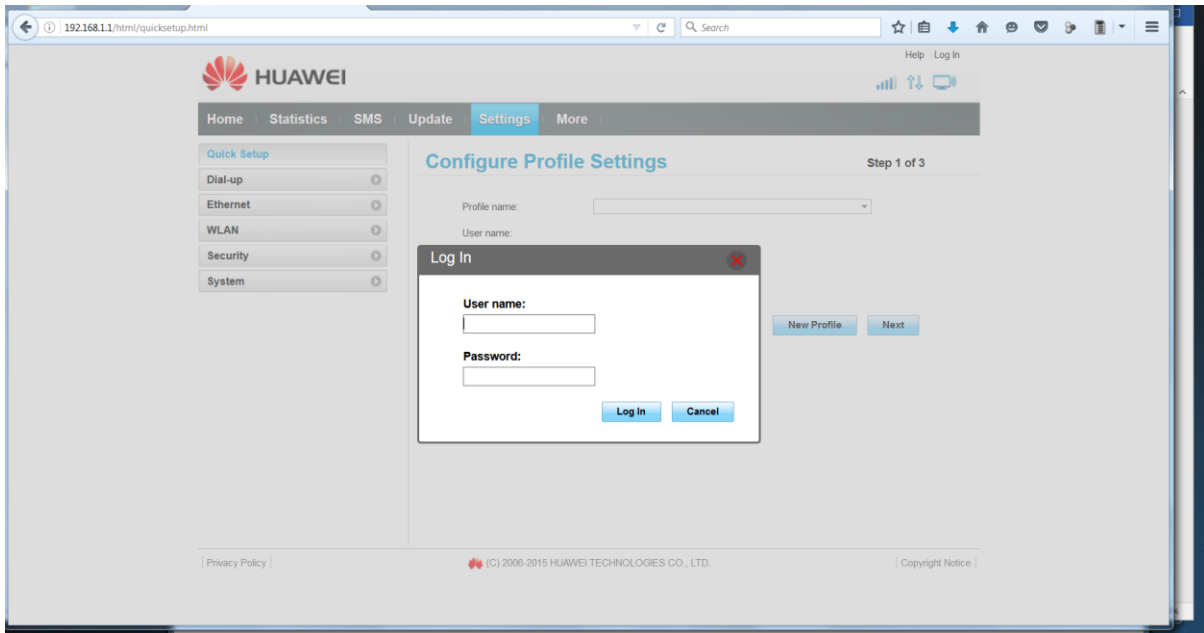 192.168.1.1/html/quicksetup.html
Search
Help Log In
HUAWEI
Home Statistics SMS Update Settings More
Quick Setup
Dial-up
Ethernet
WLAN
Security
System
Configure Profile Settings
Step 1 of 3
Profile name:
User name:
Log In
User name:
Password:
Log In Cancel
New Profile Next
Privacy Policy
(C) 2006-2015 HUAWEI TECHNOLOGIES CO., LTD.
Copyright Notice